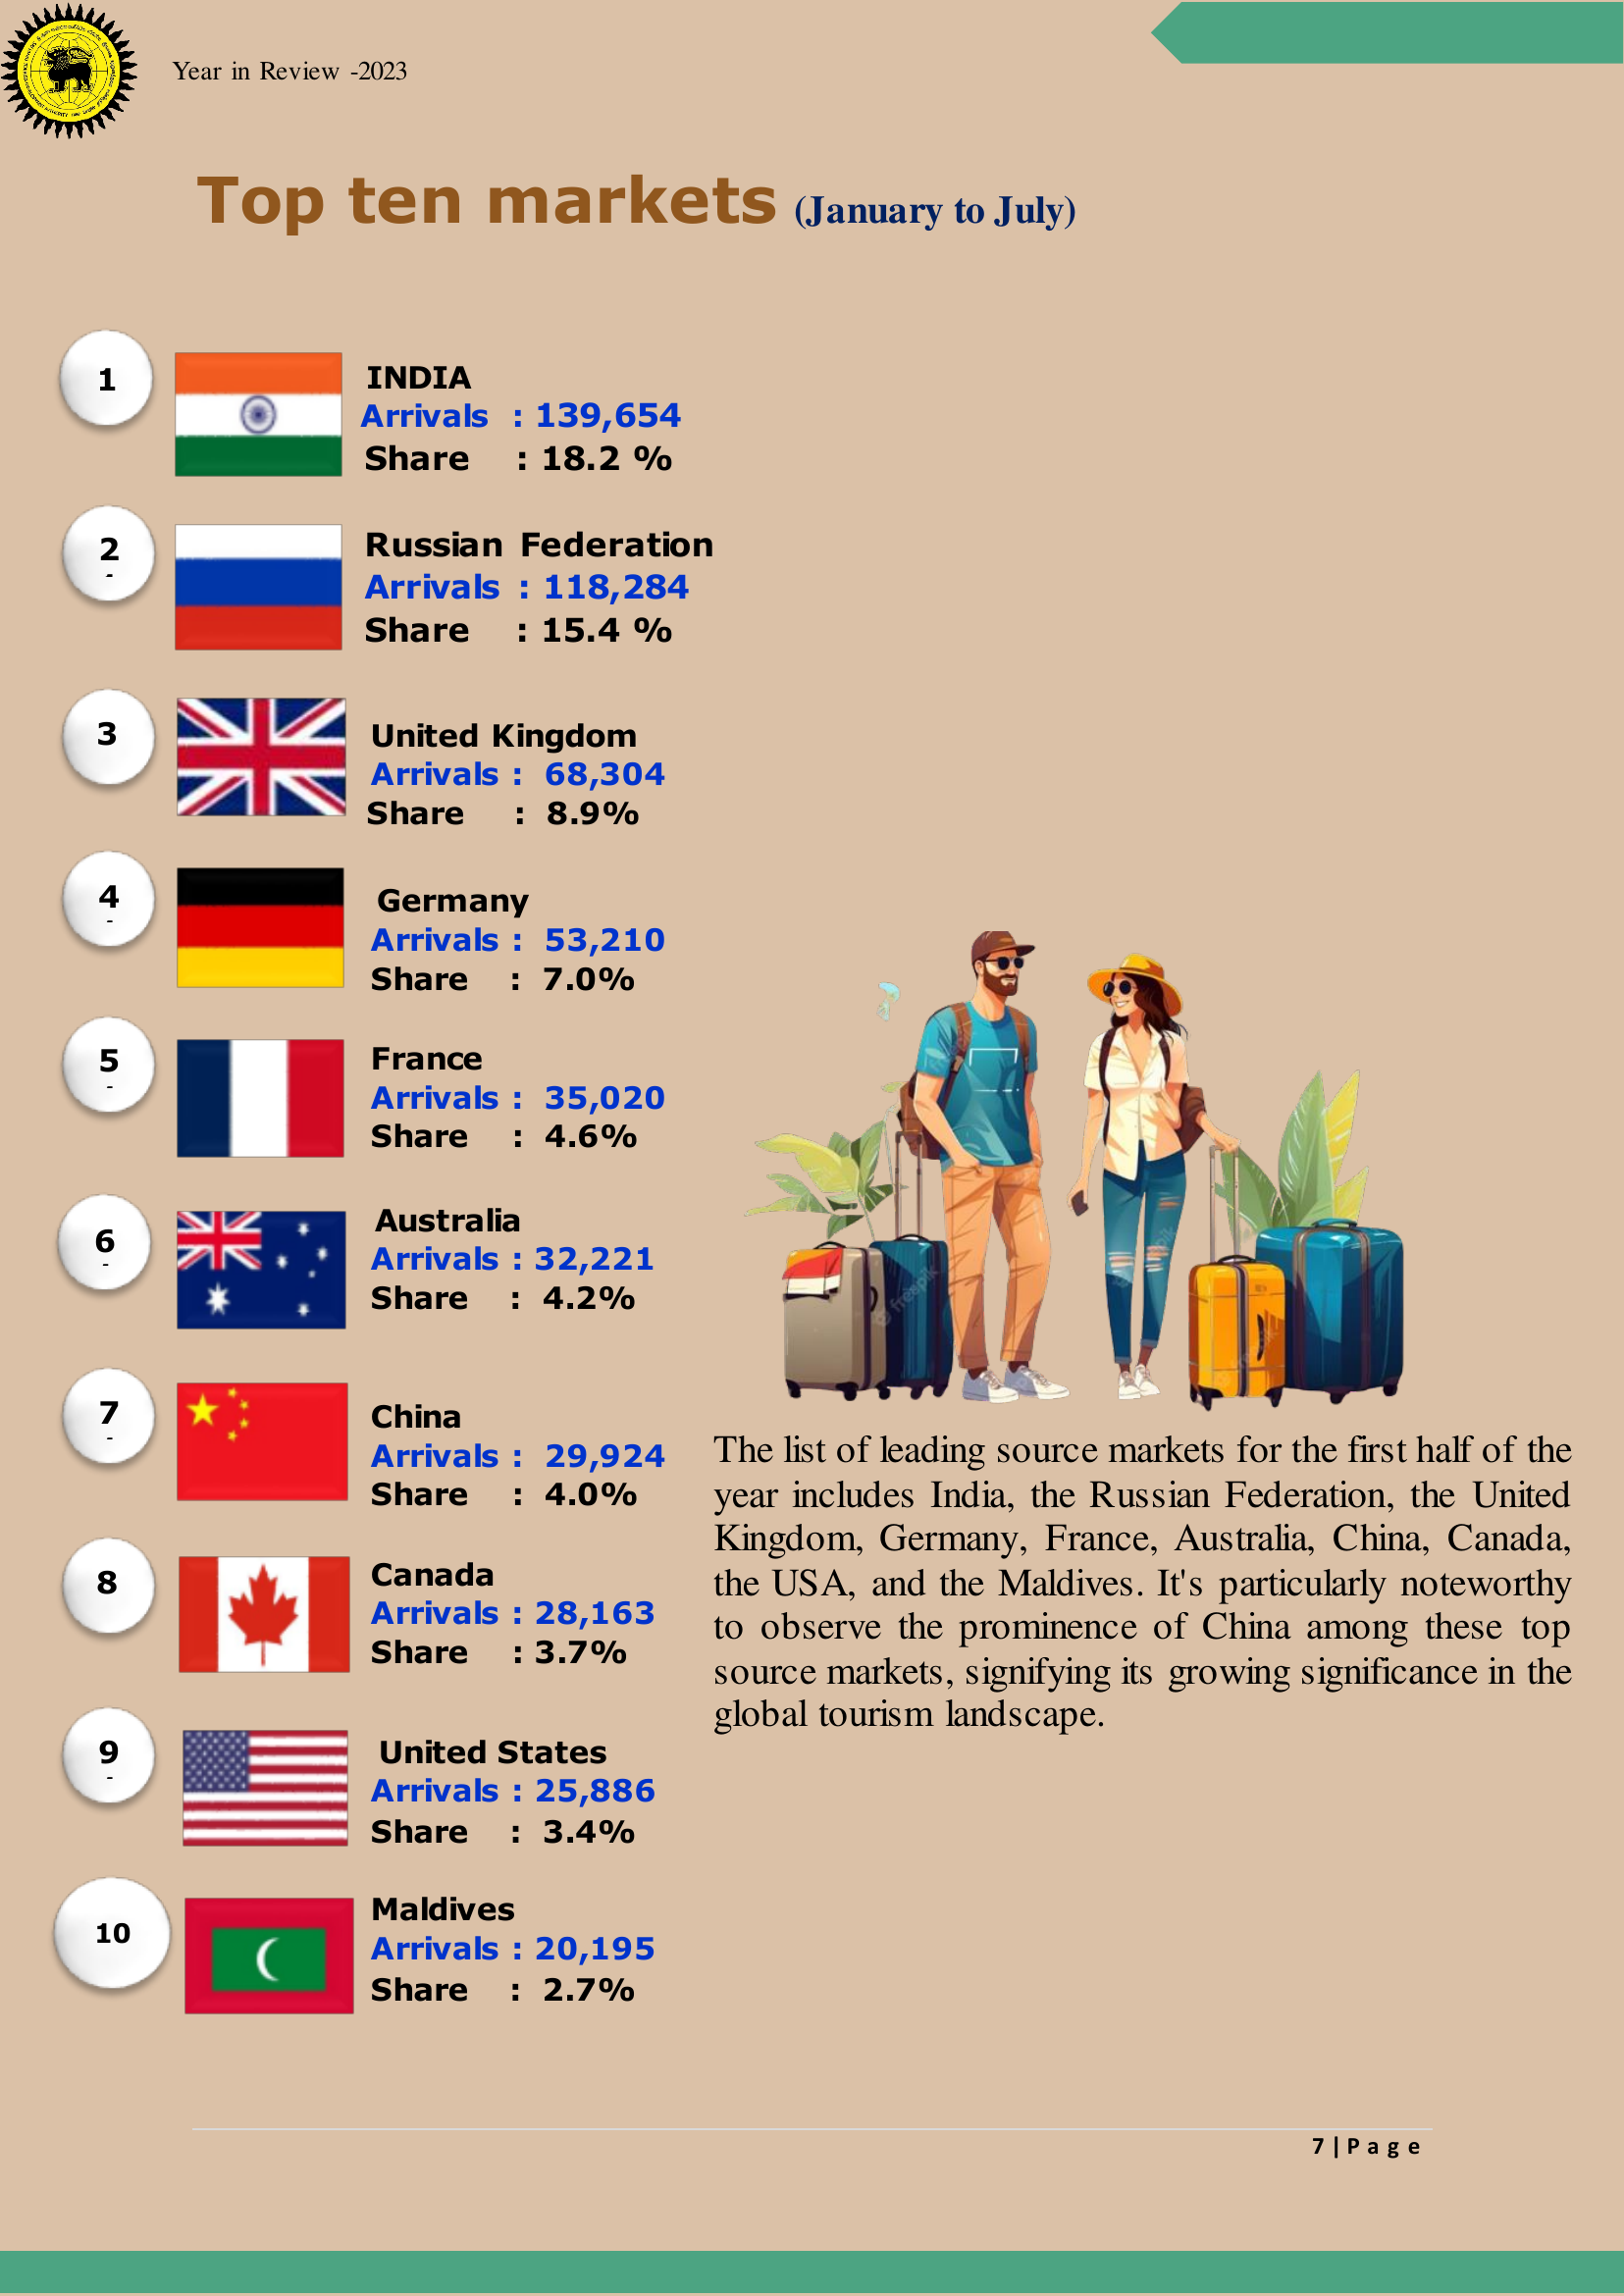 Year in Review -2023
Top ten markets (January to July)
1
INDIA
Arrivals : 139,654
Share : 18.2 %
2
-
Russian Federation
Arrivals : 118,284
Share : 15.4 %
3
United Kingdom
Arrivals : 68,304
Share : 8.9%
4
-
Germany
Arrivals : 53,210
Share : 7.0%
5
-
France
Arrivals : 35,020
Share : 4.6%
6
-
Australia
Arrivals : 32,221
Share : 4.2%
7
-
China
Arrivals : 29,924
Share : 4.0%
8
Canada
Arrivals : 28,163
Share : 3.7%
9
-
United States
Arrivals : 25,886
Share : 3.4%
10
Maldives
Arrivals : 20,195
Share : 2.7%
The list of leading source markets for the first half of the
year includes India, the Russian Federation, the United
Kingdom, Germany, France, Australia, China, Canada,
the USA, and the Maldives. It's particularly noteworthy
to observe the prominence of China among these top
source markets, signifying its growing significance in the
global tourism landscape.
7 | P a g e